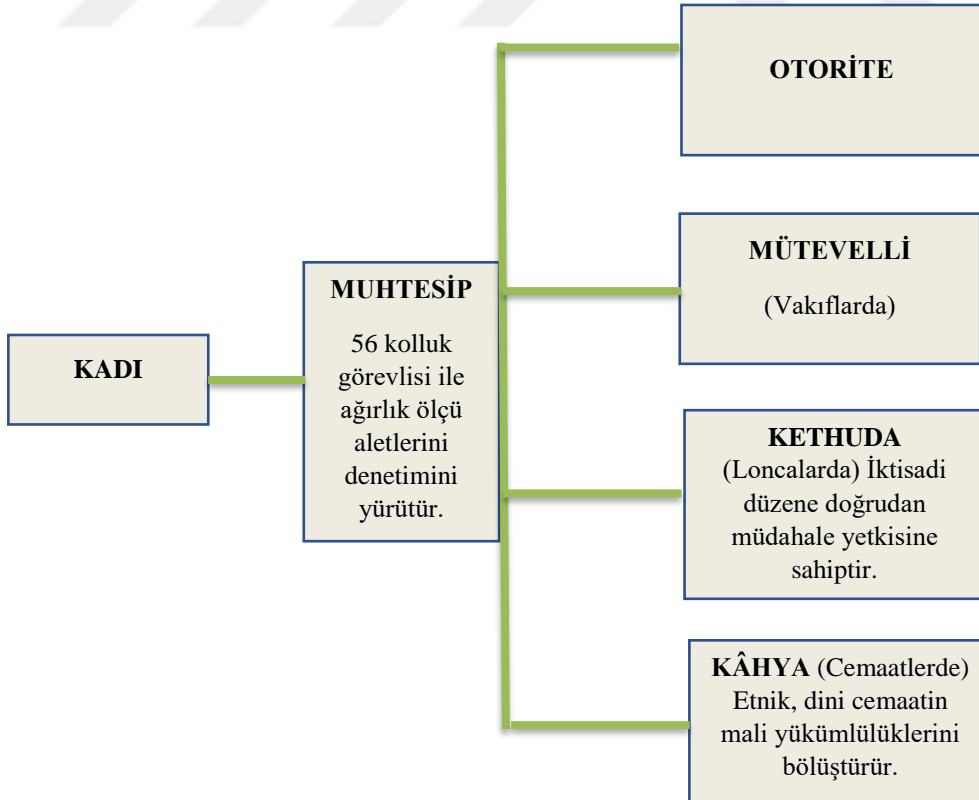 KADI
MUHTESİP
56 kolluk
görevlisi ile
ağırlık ölçü
aletlerini
denetimini
yürütür.
OTORİTE
MÜTEVELLİ
(Vakıflarda)
KETHUDA
(Loncalarda) İktisadi
düzene doğrudan
müdahale yetkisine
sahiptir.
KÂHYA (Cemaatlerde)
Etnik, dini cemaatin
mali yükümlülüklerini
bölüştürür.